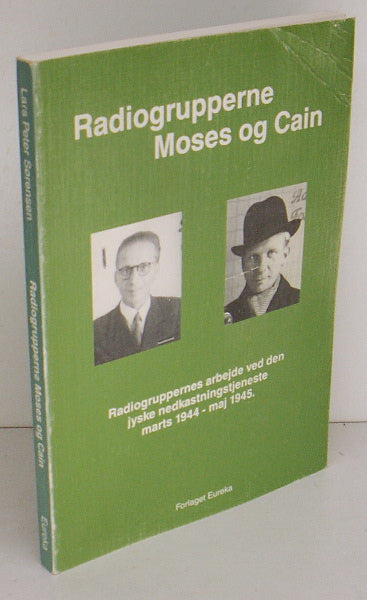 Radiogrupperne
Moses og Cain
Radiogruppernes arbejde ved den
jyske nedkastningstjeneste
marts 1944 - maj 1945.
Forlaget Eureka
Lars Peter Sørensen
Radiogrupperne Moses og Cain
Eureka